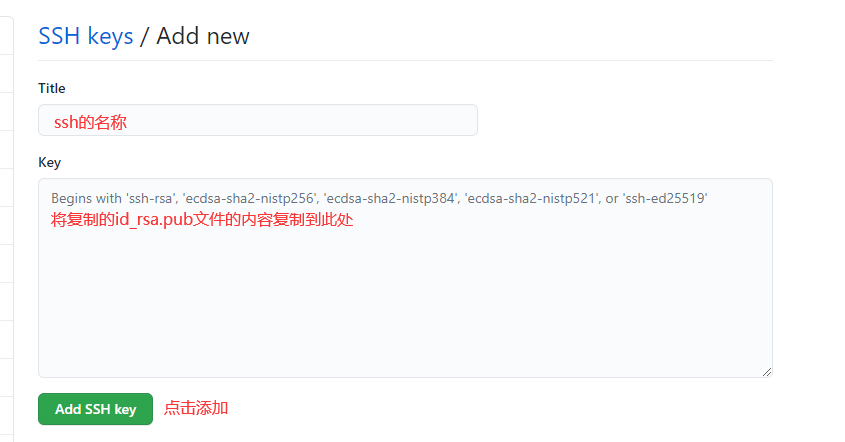 SSH keys / Add new
Title
ssh的名称
Key
Begins with 'ssh-rsa', 'ecdsa-sha2-nistp256', 'ecdsa-sha2-nistp384', 'ecdsa-sha2-nistp521', or 'ssh-ed25519'
将复制的id_rsa.pub文件的内容复制到此处
Add SSH key 点击添加